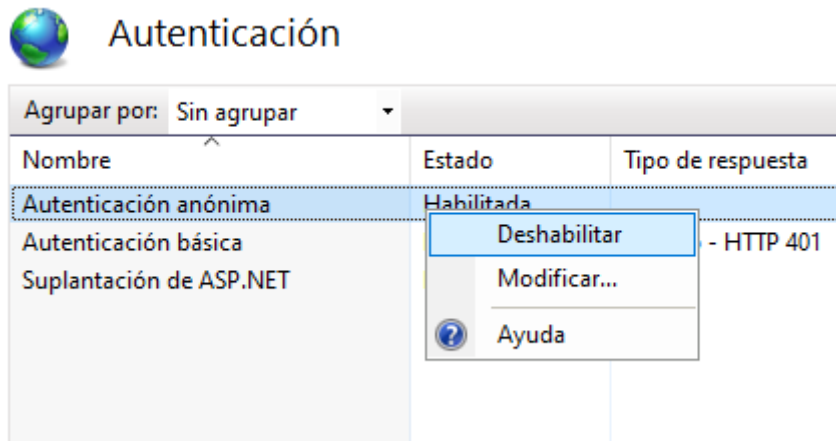 Autenticación
Agrupar por: Sin agrupar
Nombre Estado Tipo de respuesta
Autenticación anónima Habilitada
Deshabilitar
Autenticación básica - HTTP 401
Suplantación de ASP.NET Modificar...
Ayuda